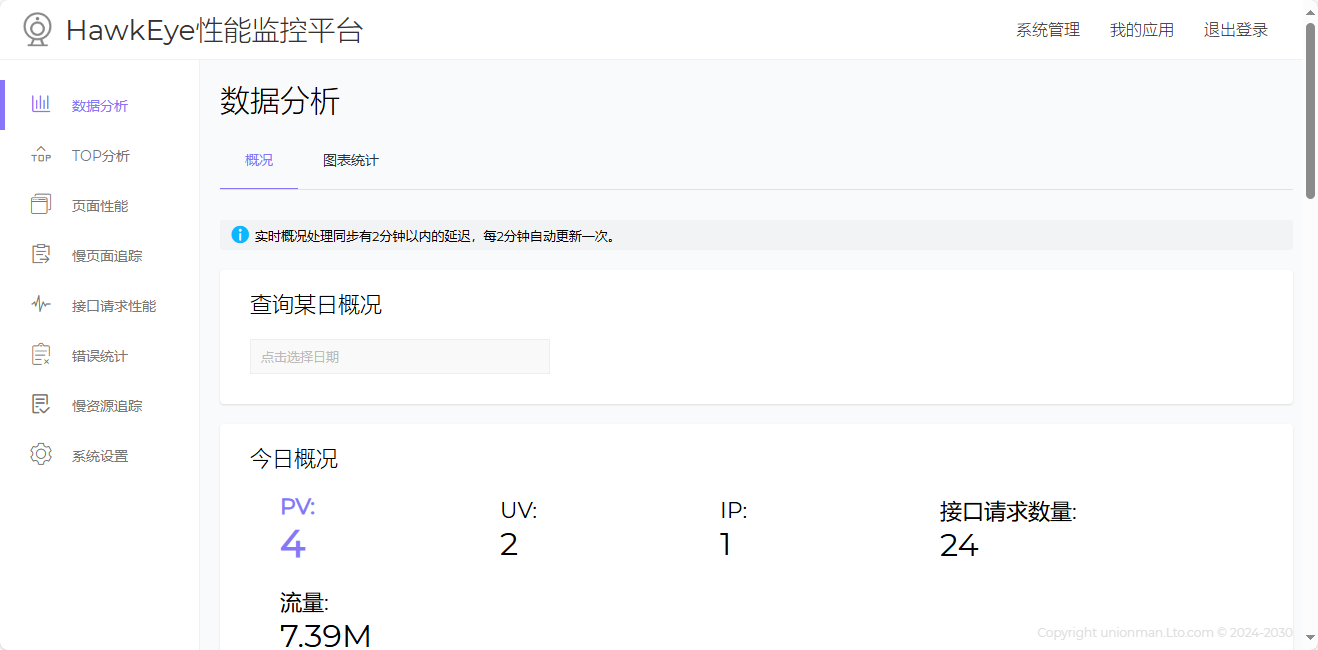 HawkEye性能监控平台
系统管理 我的应用 退出登录
数据分析
TOP分析
页面性能
慢页面追踪
接口请求性能
错误统计
慢资源追踪
系统设置
数据分析
概况 图表统计
实时概况处理同步有2分钟以内的延迟，每2分钟自动更新一次。
查询某日概况
点击选择日期
今日概况
PV:
4
UV:
2
IP:
1
接口请求数量:
24
流量:
7.39M
Copyright unionman.Lto.com © 2024-2030